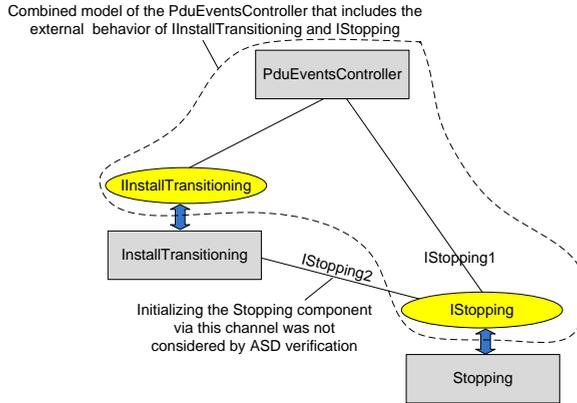 Combined model of the PduEventsController that includes the
external behavior of IInstallTransitioning and IStopping
PduEventsController
IInstallTransitioning
InstallTransitioning
IStopping2
IStopping1
Initializing the Stopping component
via this channel was not
considered by ASD verification
IStopping
Stopping